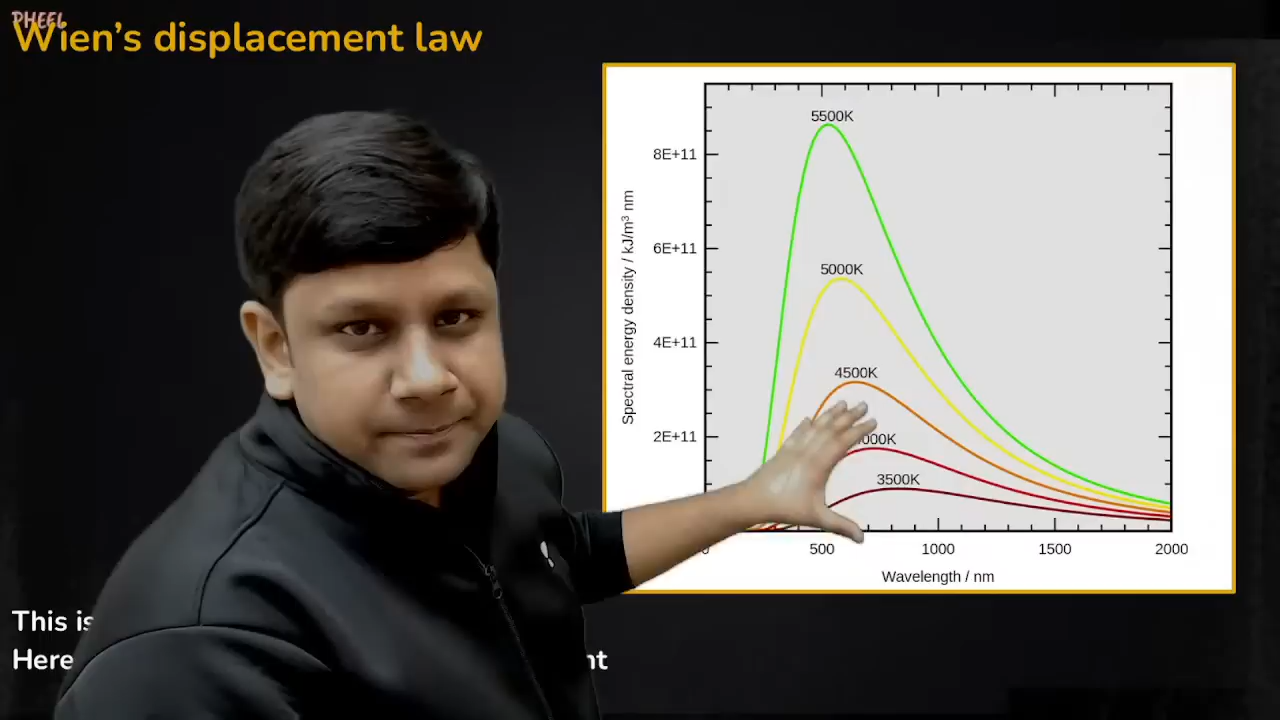 PHEEL
Wien’s displacement law
5500K
8E+11
6E+11
5000K
4E+11
4500K
2E+11
3500K
500
1000
1500
2000
Wavelength / nm
Spectral energy density / kJ/m³ nm
This is
Here